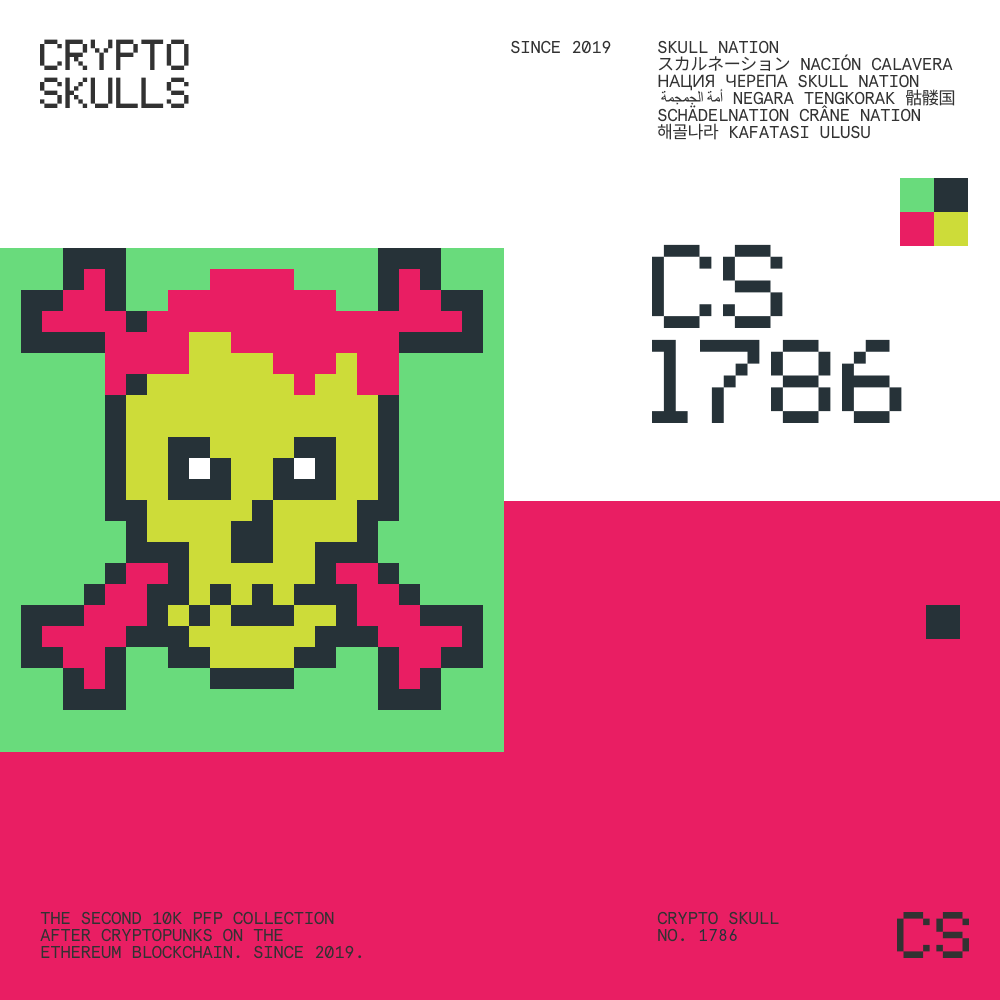 CRYPTO
SKULLS
SINCE 2019
SKULL NATION
スカルネーション NACIÓN CALAVERA
НАЦИЯ ЧЕРЕПА SKULL NATION
أمة الجمجمة NEGARA TENGKORAK 骷髅国
SCHÄDELNATION CRÂNE NATION
해골나라 KAFATASI ULUSU
CS
1786
THE SECOND 10K PFP COLLECTION
AFTER CRYPTOPUNKS ON THE
ETHEREUM BLOCKCHAIN. SINCE 2019.
CRYPTO SKULL
NO. 1786
CS